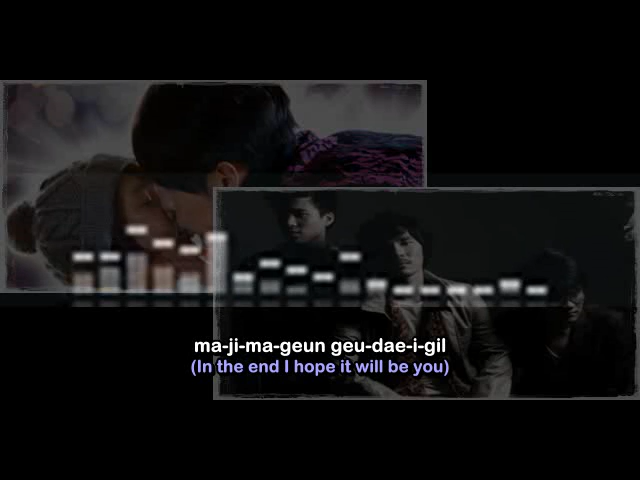 ma-ji-ma-geun geu-dae-i-gil
(In the end I hope it will be you)